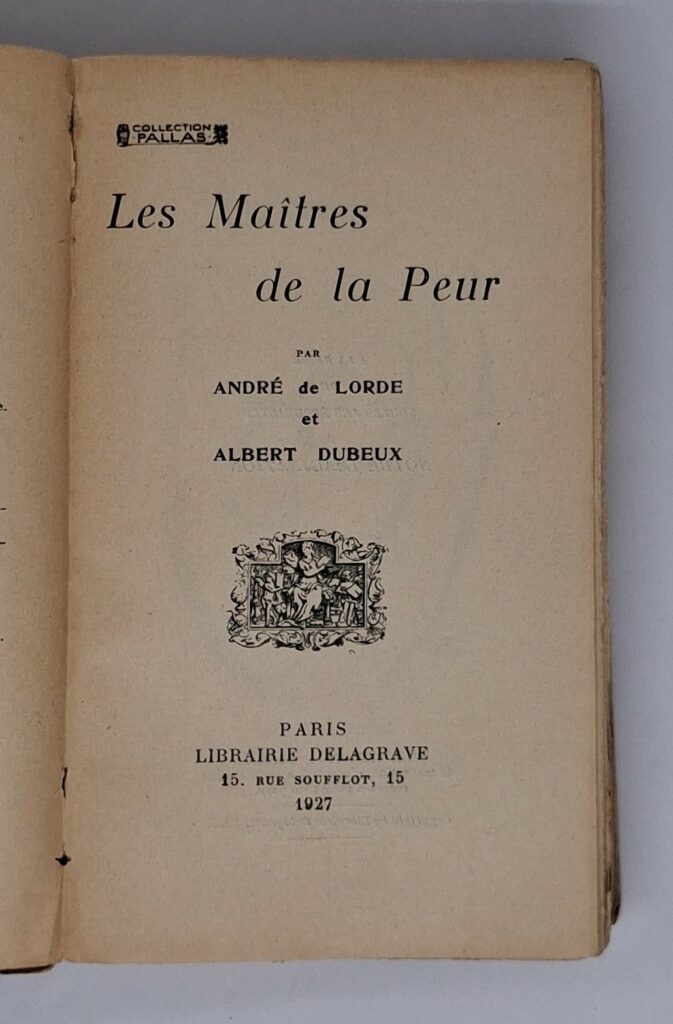 COLLECTION
PALLAS
Les Maîtres
de la Peur
PAR
ANDRÉ de LORDE
et
ALBERT DUBEUX
PARIS
LIBRAIRIE DELAGRAVE
15. RUE SOUFFLOT, 15
1927